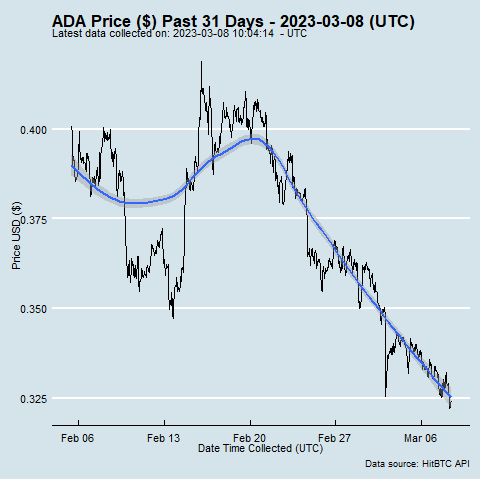 ADA Price ($) Past 31 Days - 2023-03-08 (UTC)
Latest data collected on: 2023-03-08 10:04:14  - UTC
Price USD ($)
0.400
0.375
0.350
0.325
Feb 06 Feb 13 Feb 20 Feb 27 Mar 06
Date Time Collected (UTC)
Data source: HitBTC API